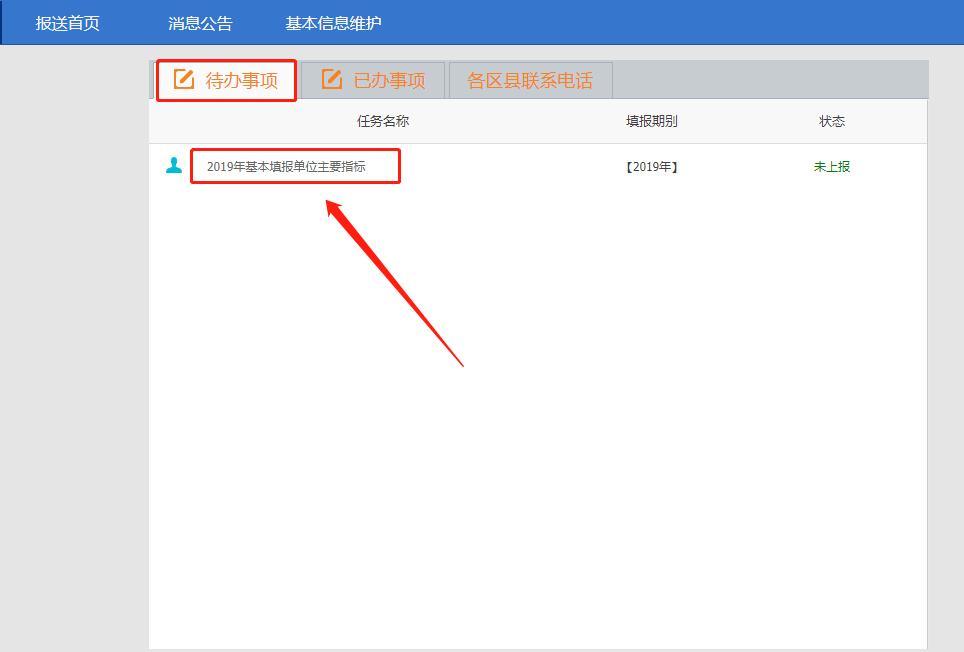 报送首页 消息公告 基本信息维护
待办事项 已办事项 各区县联系电话
任务名称 填报期别 状态
2019年基本填报单位主要指标 【2019年】 未上报